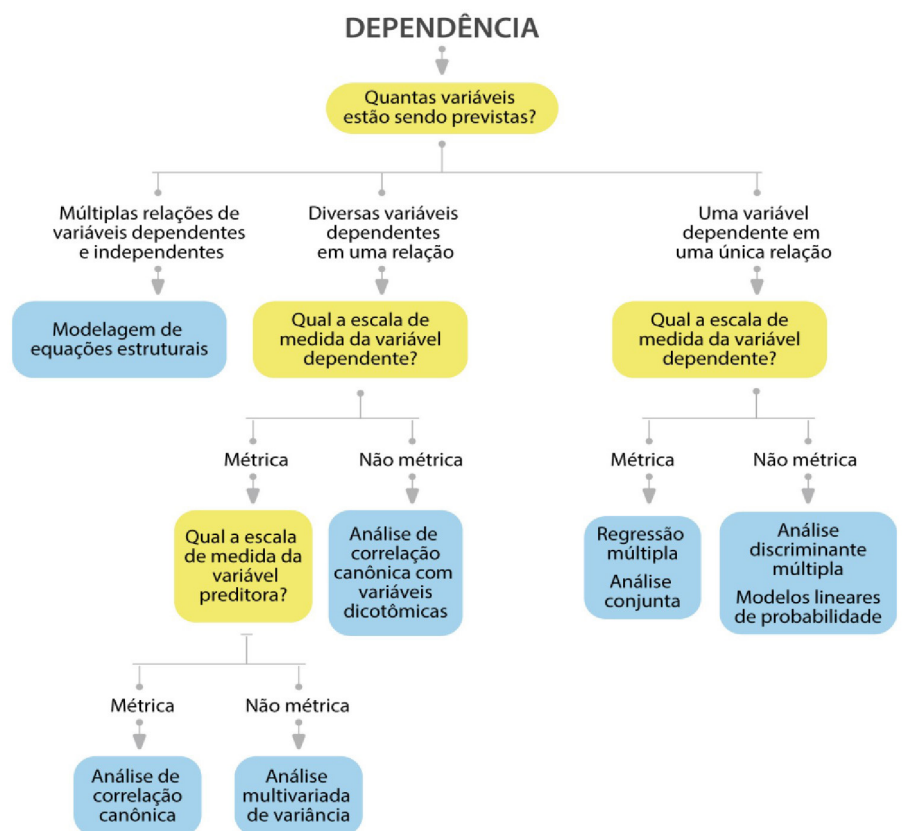 DEPENDÊNCIA
Quantas variáveis
estão sendo previstas?
Múltiplas relações de
variáveis dependentes
e independentes
Diversas variáveis
dependentes
em uma relação
Uma variável
dependente em
uma única relação
Modelagem de
equações estruturais
Qual a escala de
medida da variável
dependente?
Qual a escala de
medida da variável
dependente?
Métrica
Não métrica
Métrica
Não métrica
Qual a escala
de medida da
variável
preditora?
Análise de
correlação
canônica com
variáveis
dicotômicas
Regressão
múltipla
Análise
conjunta
Análise
discriminante
múltipla
Modelos lineares
de probabilidade
Métrica
Não métrica
Análise de
correlação
canônica
Análise
multivariada
de variância